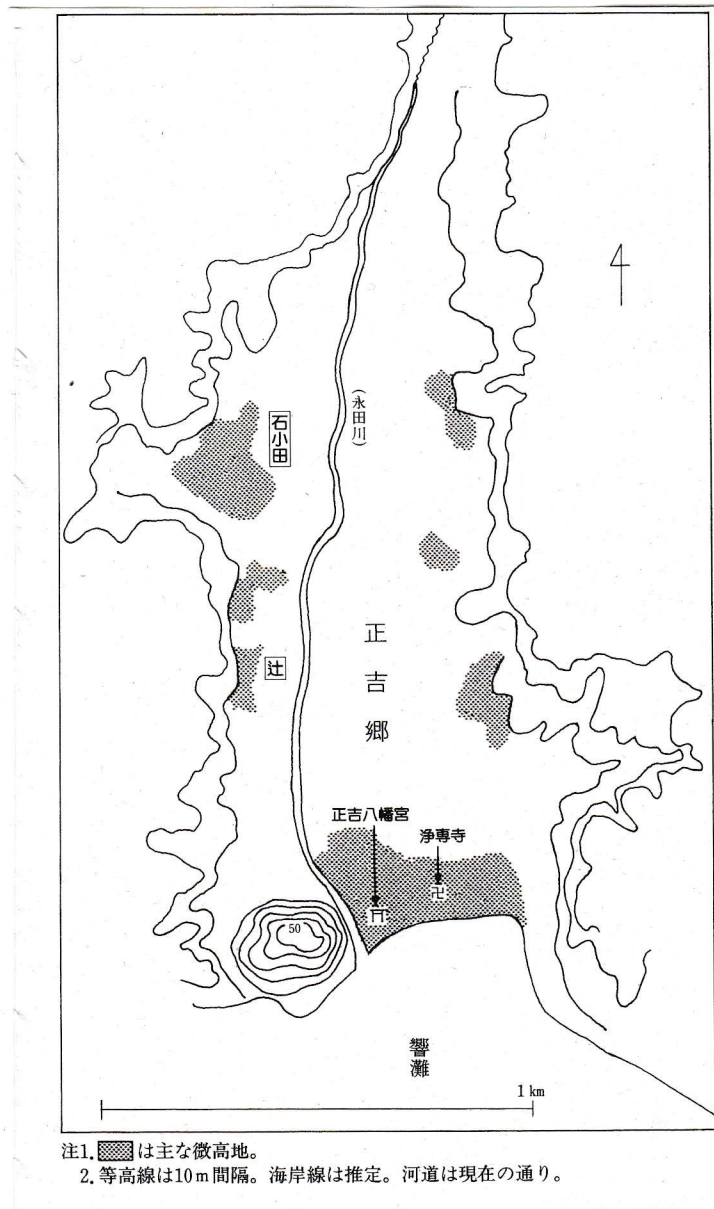 石小田
(永田川)
正吉郷
辻
正吉八幡宮
浄専寺
50
響灘
1km
注1. は主な微高地。
2. 等高線は10m間隔。海岸線は推定。河道は現在の通り。